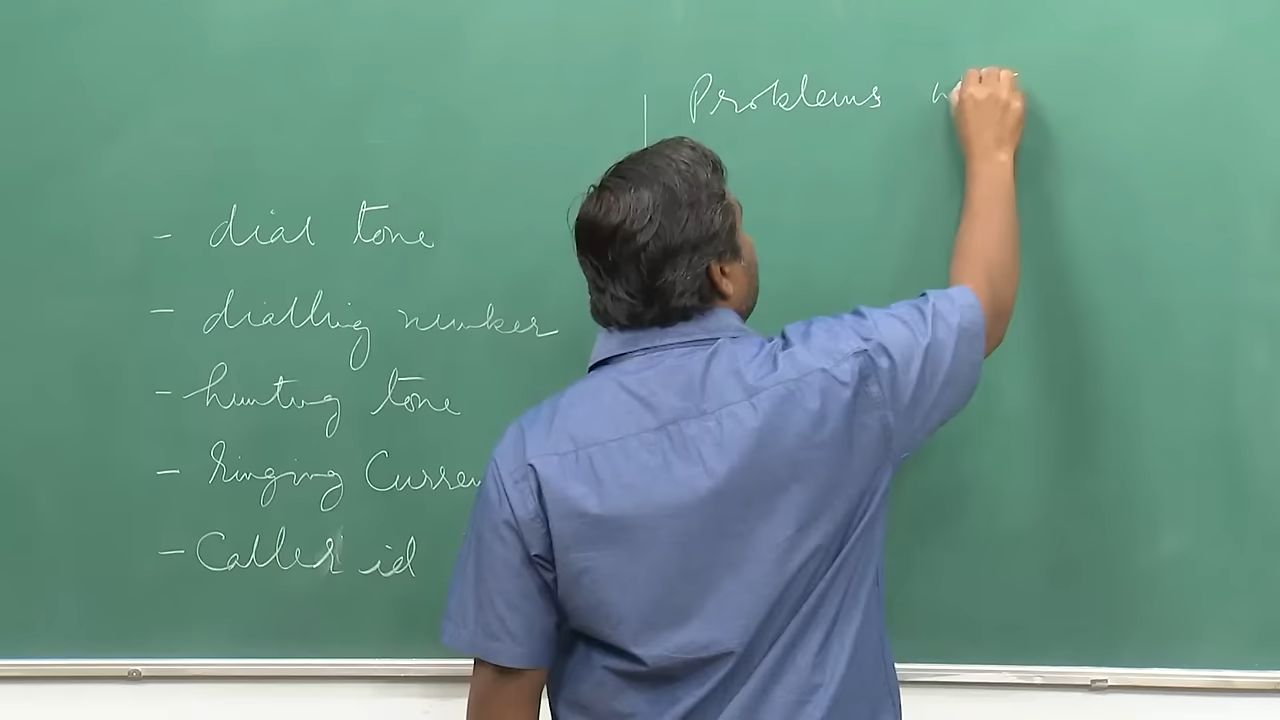 Problems
- dial tone
- dialling number
- hunting tone
- ringing Curren
- Caller id